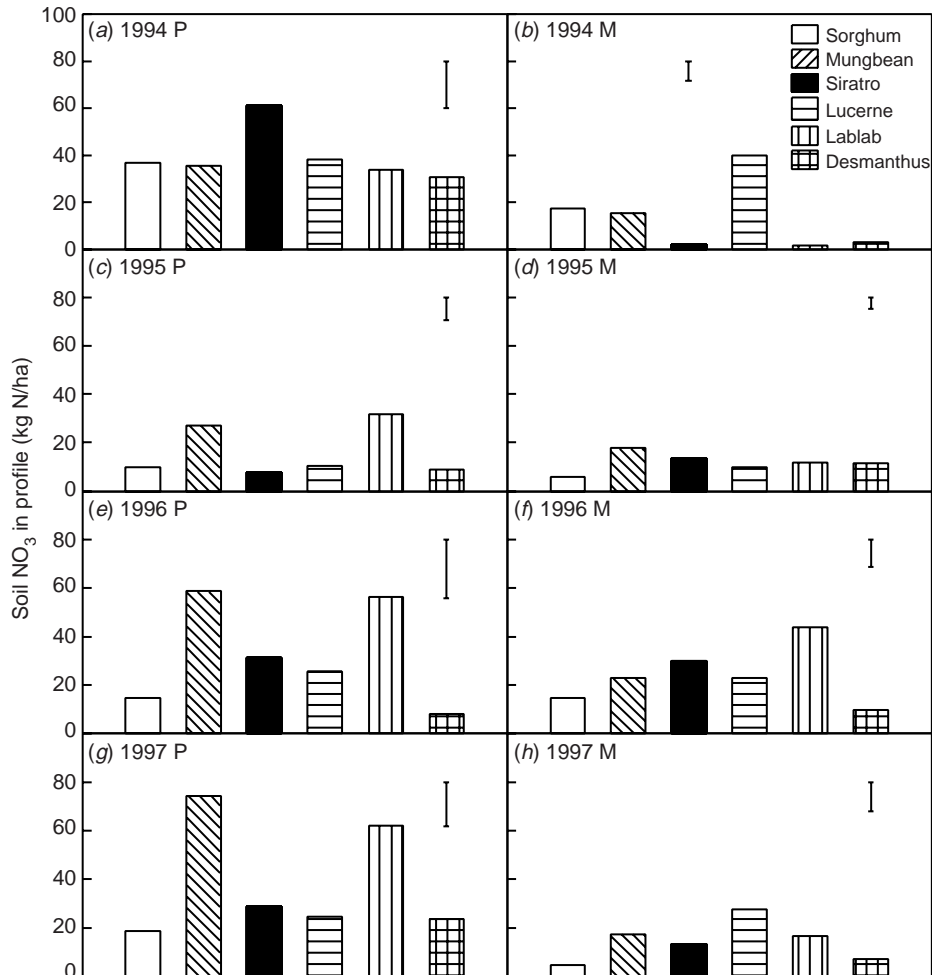 Soil NO3 in profile (kg N/ha)
(a) 1994 P
100
80
60
40
20
0
(b) 1994 M
Sorghum
Mungbean
Siratro
Lucerne
Lablab
Desmanthus
(c) 1995 P
80
60
40
20
0
(d) 1995 M
(e) 1996 P
80
60
40
20
0
(f) 1996 M
(g) 1997 P
80
60
40
20
0
(h) 1997 M